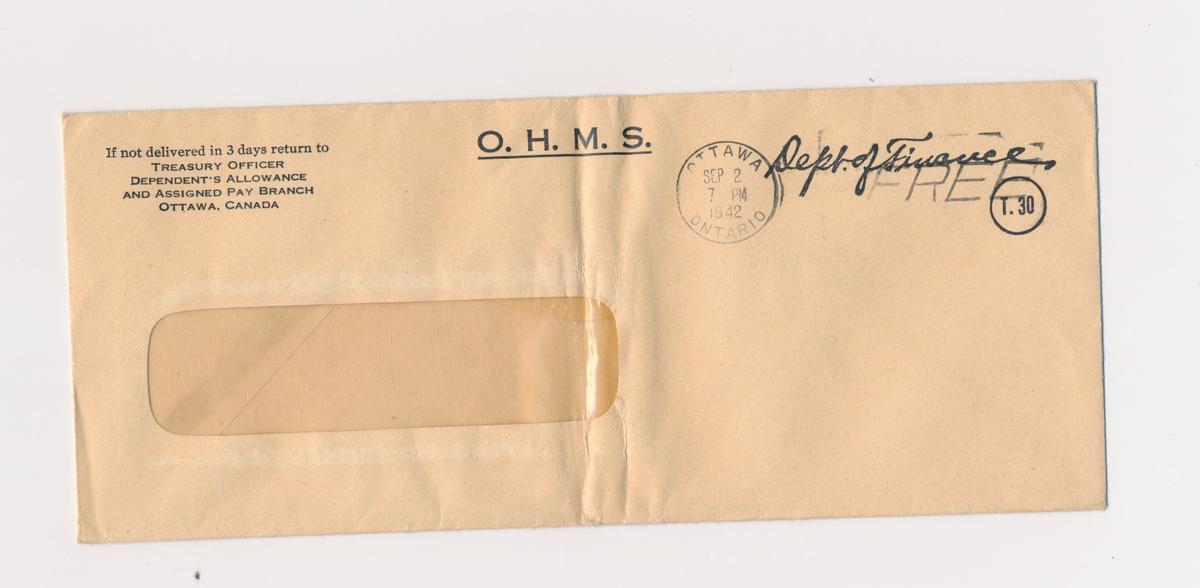 If not delivered in 3 days return to
TREASURY OFFICER
DEPENDENT'S ALLOWANCE
AND ASSIGNED PAY BRANCH
OTTAWA, CANADA
O. H. M. S.
OTTAWA
SEP 2
7 PM
1942
ONTARIO
Dept. of Finance
FREE
T. 30